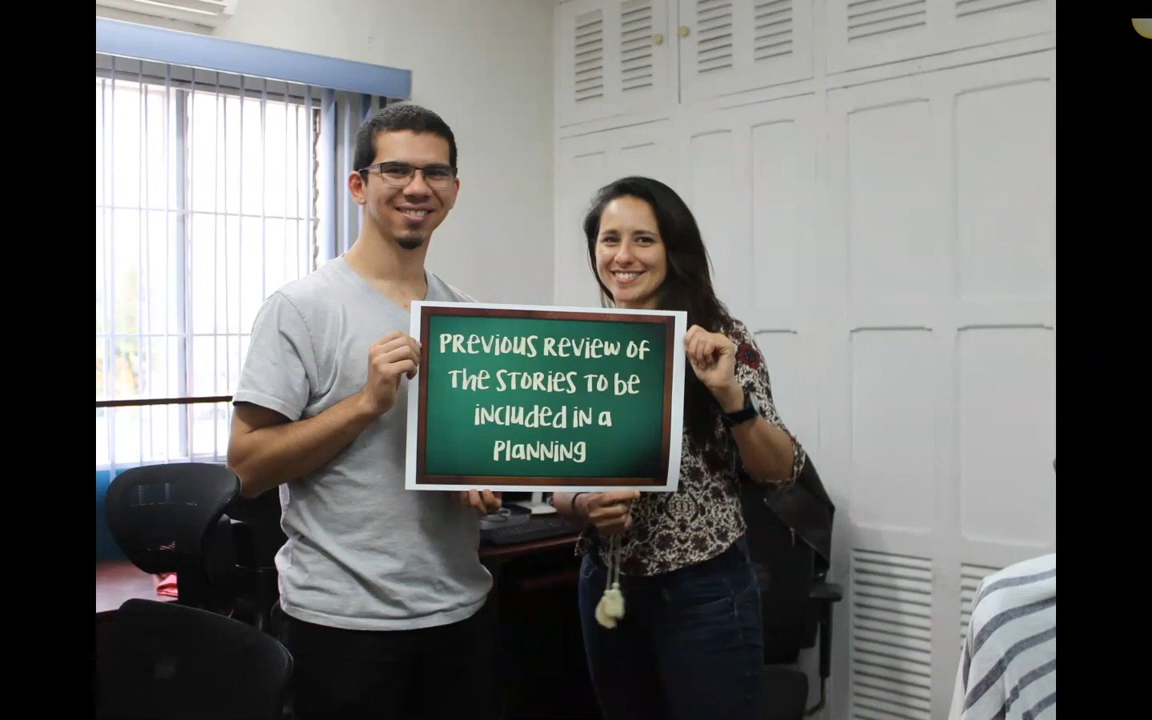 PREVIOUS REVIEW OF
THE STORIES TO BE
INCLUDED IN A
PLANNING